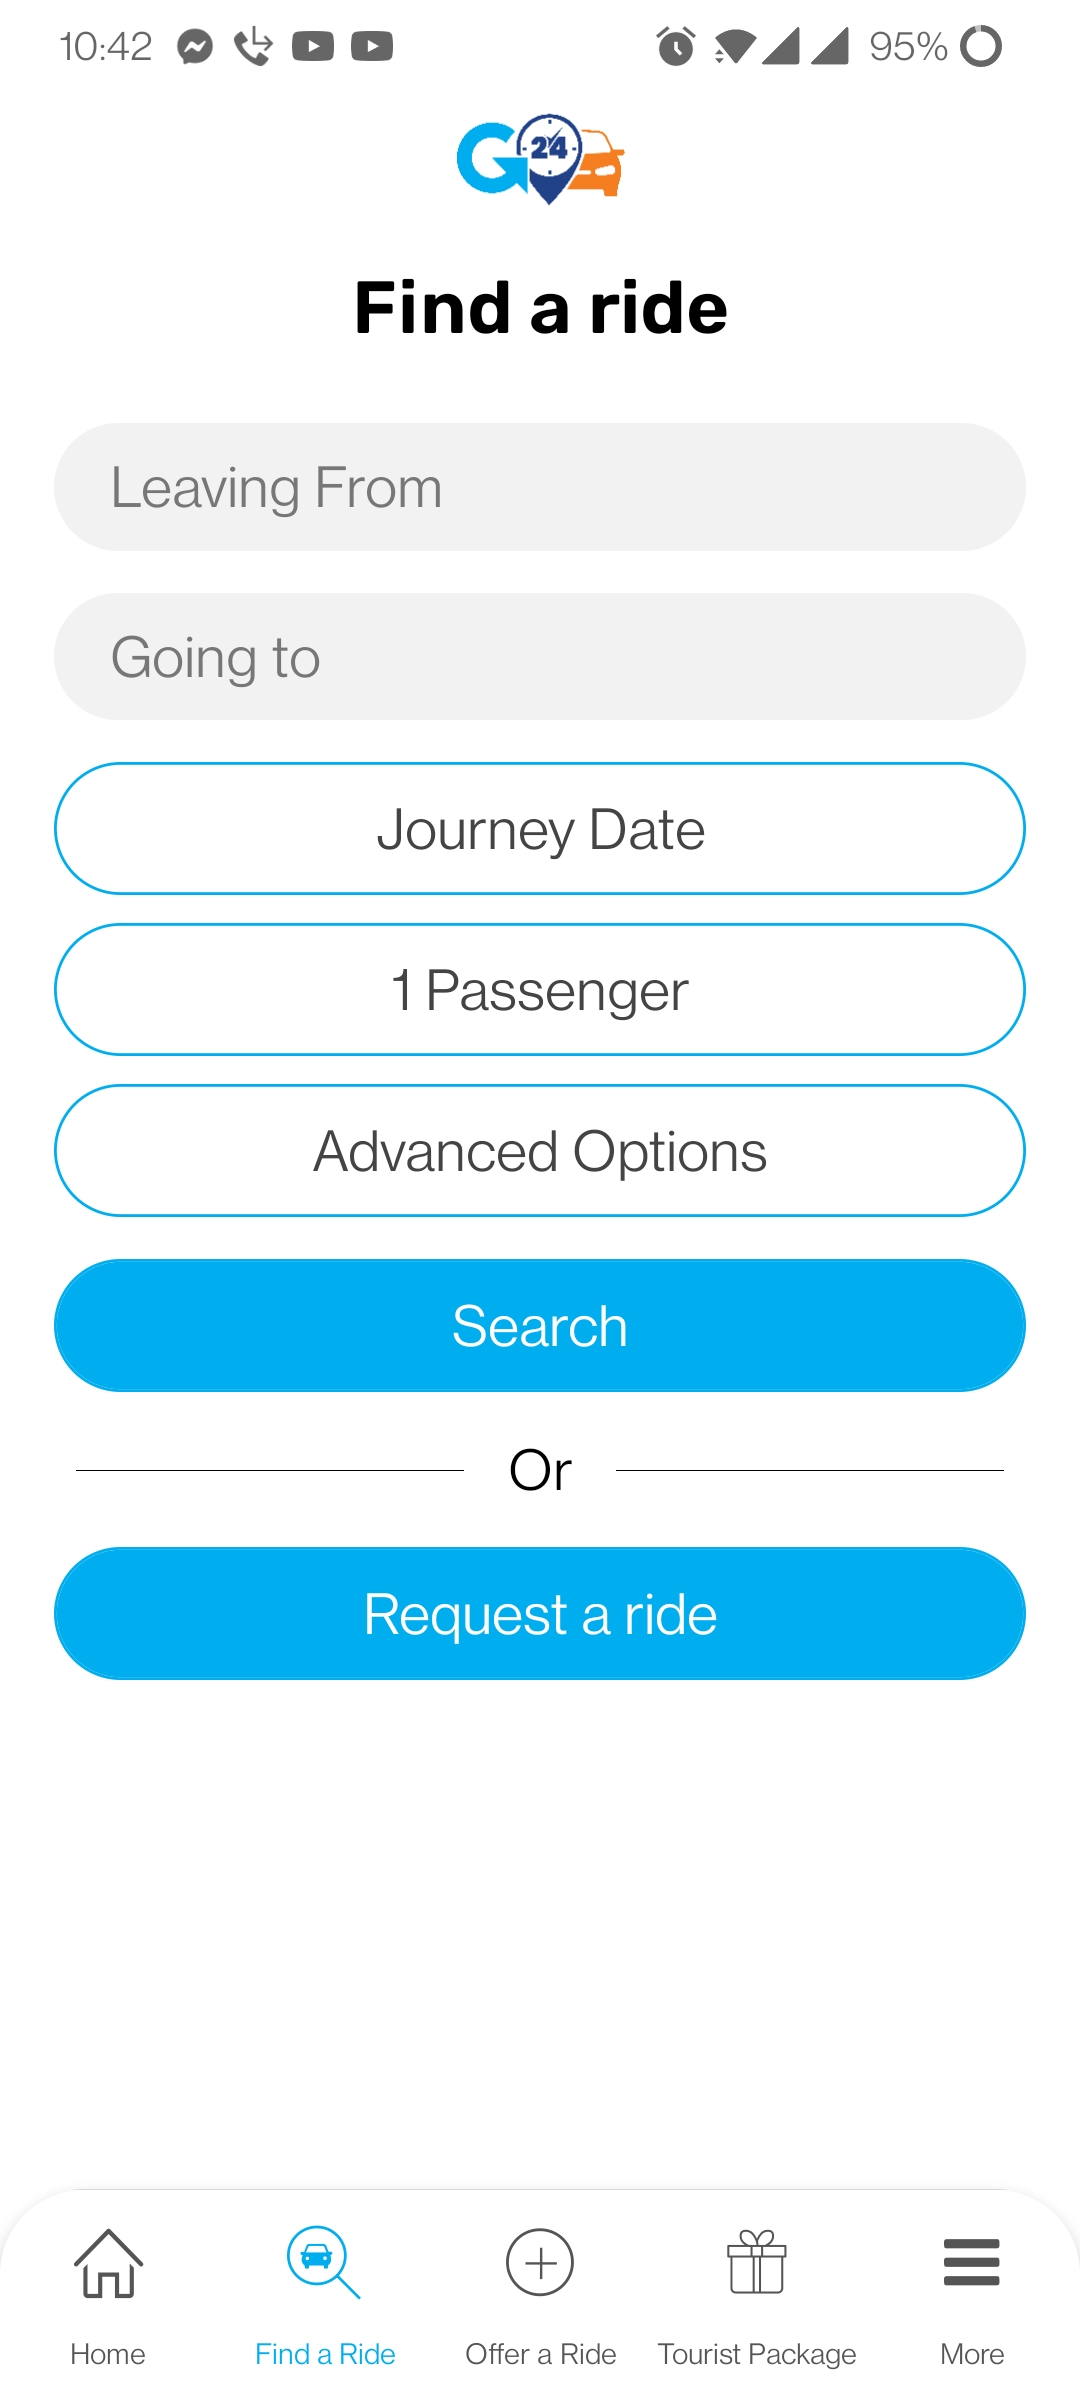 10:42 95%
G 24
Find a ride
Leaving From
Going to
Journey Date
1 Passenger
Advanced Options
Search
Or
Request a ride
Home Find a Ride Offer a Ride Tourist Package More